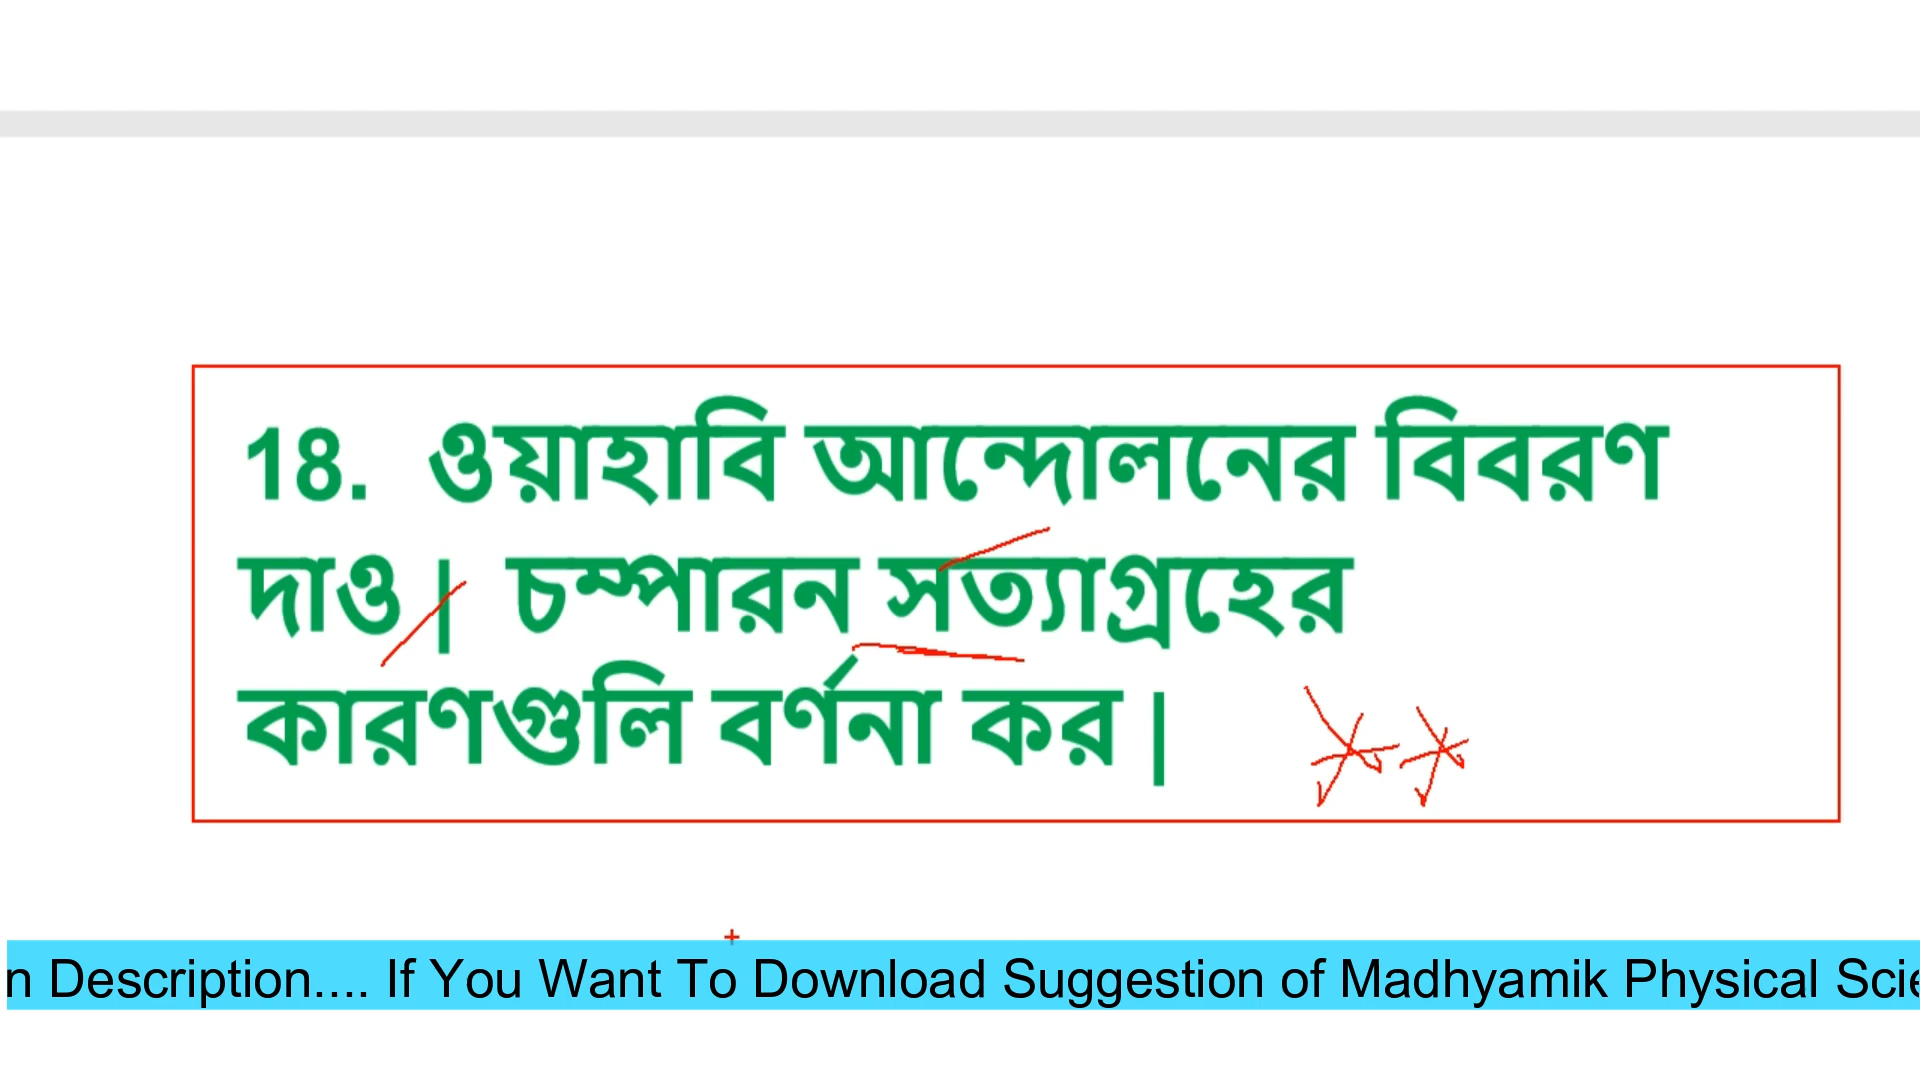 18. ওয়াহাবি আন্দোলনের বিবরণ
দাও | চম্পারন সত্যাগ্রহের
কারণগুলি বর্ণনা কর |
n Description.... If You Want To Download Suggestion of Madhyamik Physical Scie